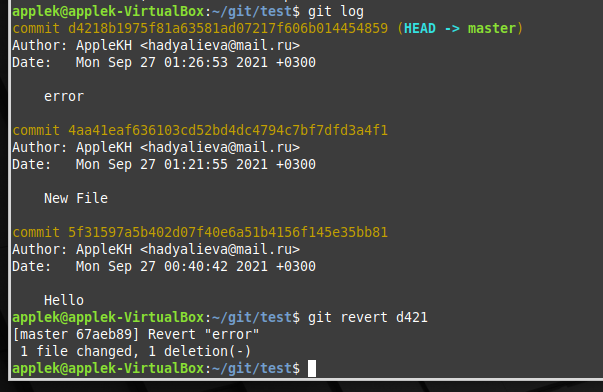 applek@applek-VirtualBox:~/git/test$ git log
commit d4218b1975f81a63581ad07217f606b014454859 (HEAD -> master)
Author: AppleKH <hadyalieva@mail.ru>
Date:   Mon Sep 27 01:26:53 2021 +0300
    error
commit 4aa41eaf636103cd52bd4dc4794c7bf7dfd3a4f1
Author: AppleKH <hadyalieva@mail.ru>
Date:   Mon Sep 27 01:21:55 2021 +0300
    New File
commit 5f31597a5b402d07f40e6a51b4156f145e35bb81
Author: AppleKH <hadyalieva@mail.ru>
Date:   Mon Sep 27 00:40:42 2021 +0300
    Hello
applek@applek-VirtualBox:~/git/test$ git revert d421
[master 67aeb89] Revert "error"
 1 file changed, 1 deletion(-)
applek@applek-VirtualBox:~/git/test$